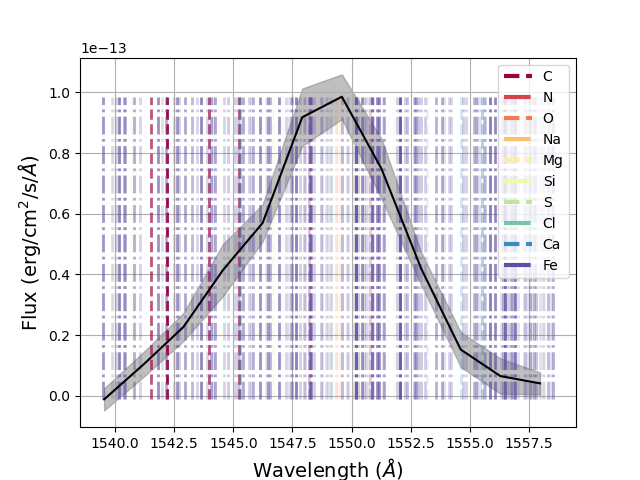 1e−13
1.0
0.8
0.6
0.4
0.2
0.0
Flux (erg/cm²/s/Å)
1540.0 1542.5 1545.0 1547.5 1550.0 1552.5 1555.0 1557.5
Wavelength (Å)
C
N
O
Na
Mg
Si
S
Cl
Ca
Fe